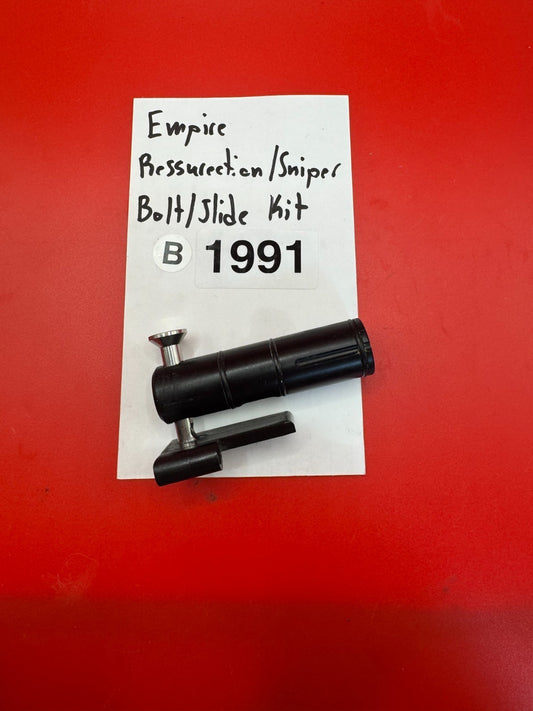 Empire
Ressurection/Sniper
Bolt/Slide Kit
B 1991